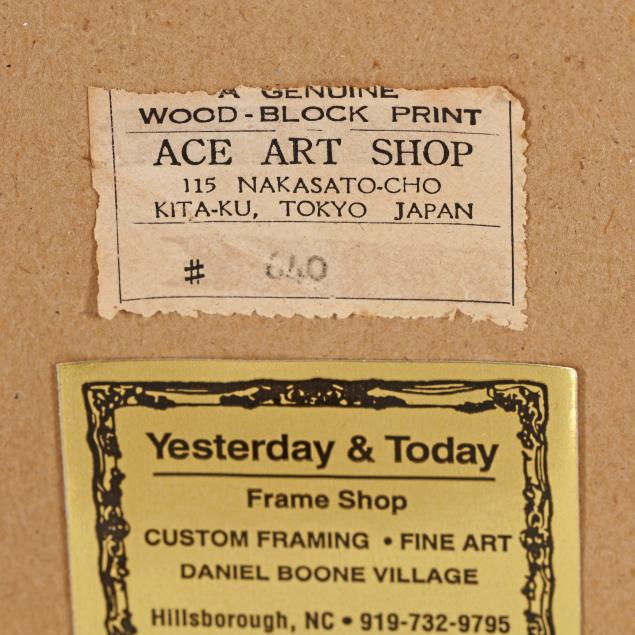 A GENUINE
WOOD-BLOCK PRINT
ACE ART SHOP
115 NAKASATO-CHO
KITA-KU, TOKYO JAPAN
# 640
Yesterday & Today
Frame Shop
CUSTOM FRAMING • FINE ART
DANIEL BOONE VILLAGE
Hillsborough, NC • 919-732-9795